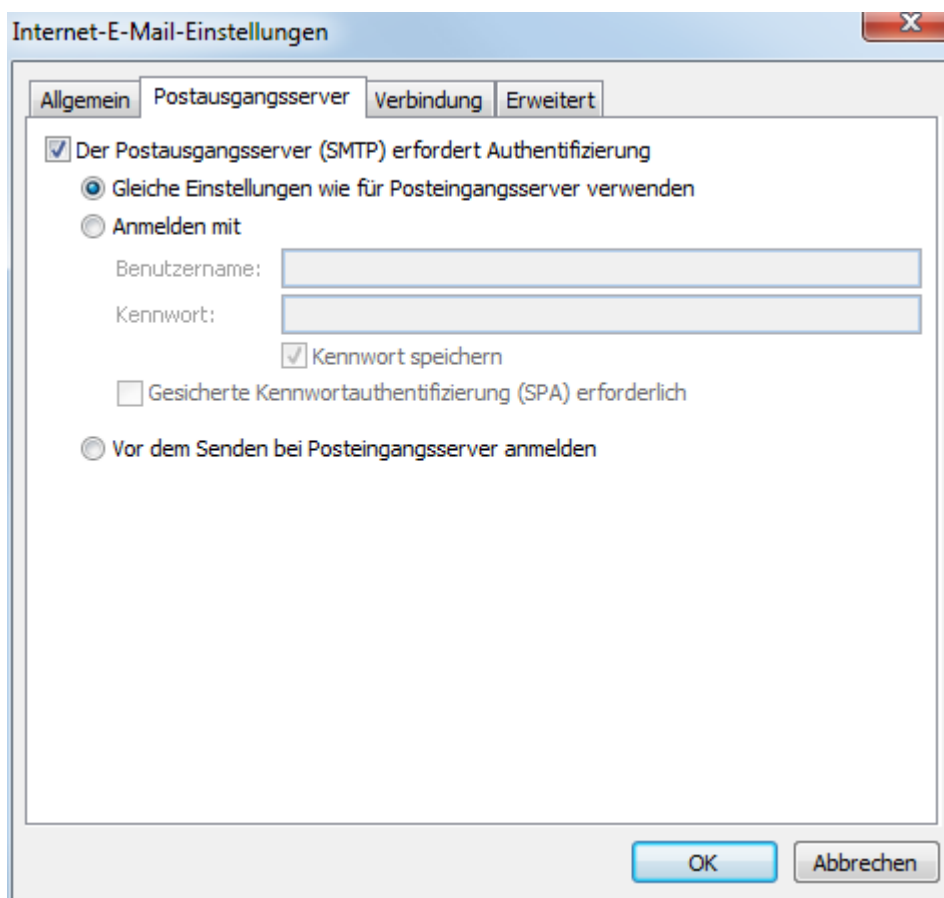 Internet-E-Mail-Einstellungen
Allgemein Postausgangsserver Verbindung Erweitert
Der Postausgangsserver (SMTP) erfordert Authentifizierung
Gleiche Einstellungen wie für Posteingangsserver verwenden
Anmelden mit
Benutzername:
Kennwort:
Kennwort speichern
Gesicherte Kennwortauthentifizierung (SPA) erforderlich
Vor dem Senden bei Posteingangsserver anmelden
OK Abbrechen